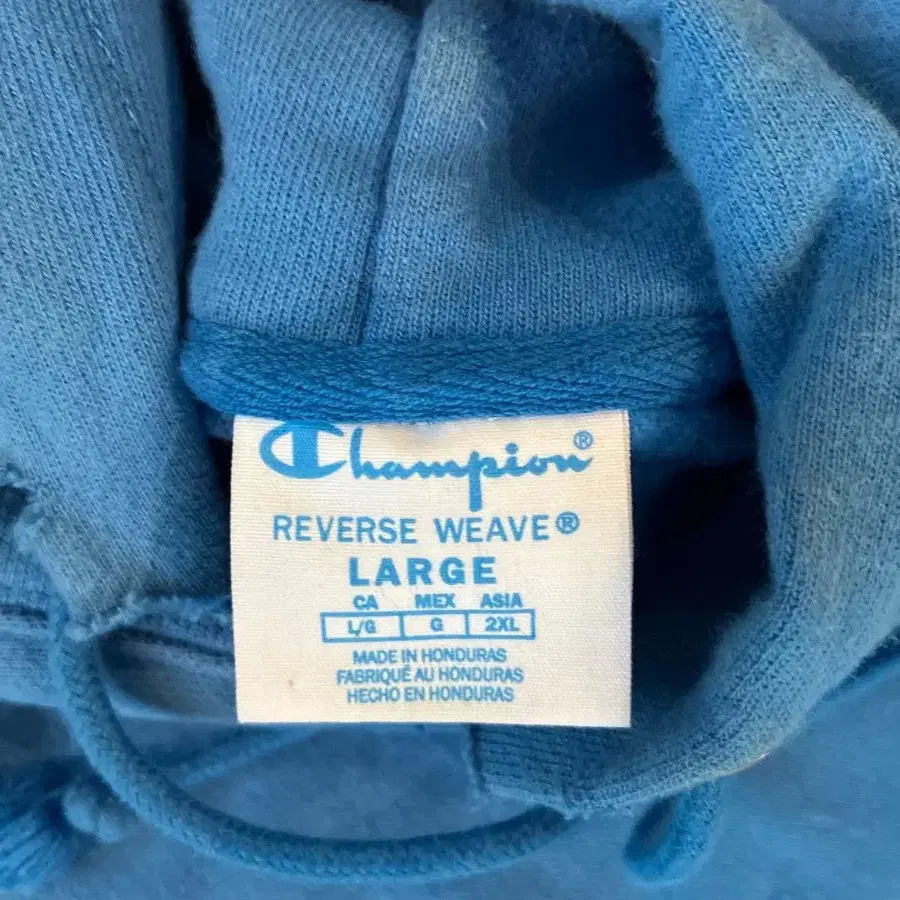 Champion®
REVERSE WEAVE®
LARGE
CA MEX ASIA
L/G G 2XL
MADE IN HONDURAS
FABRIQUÉ AU HONDURAS
HECHO EN HONDURAS